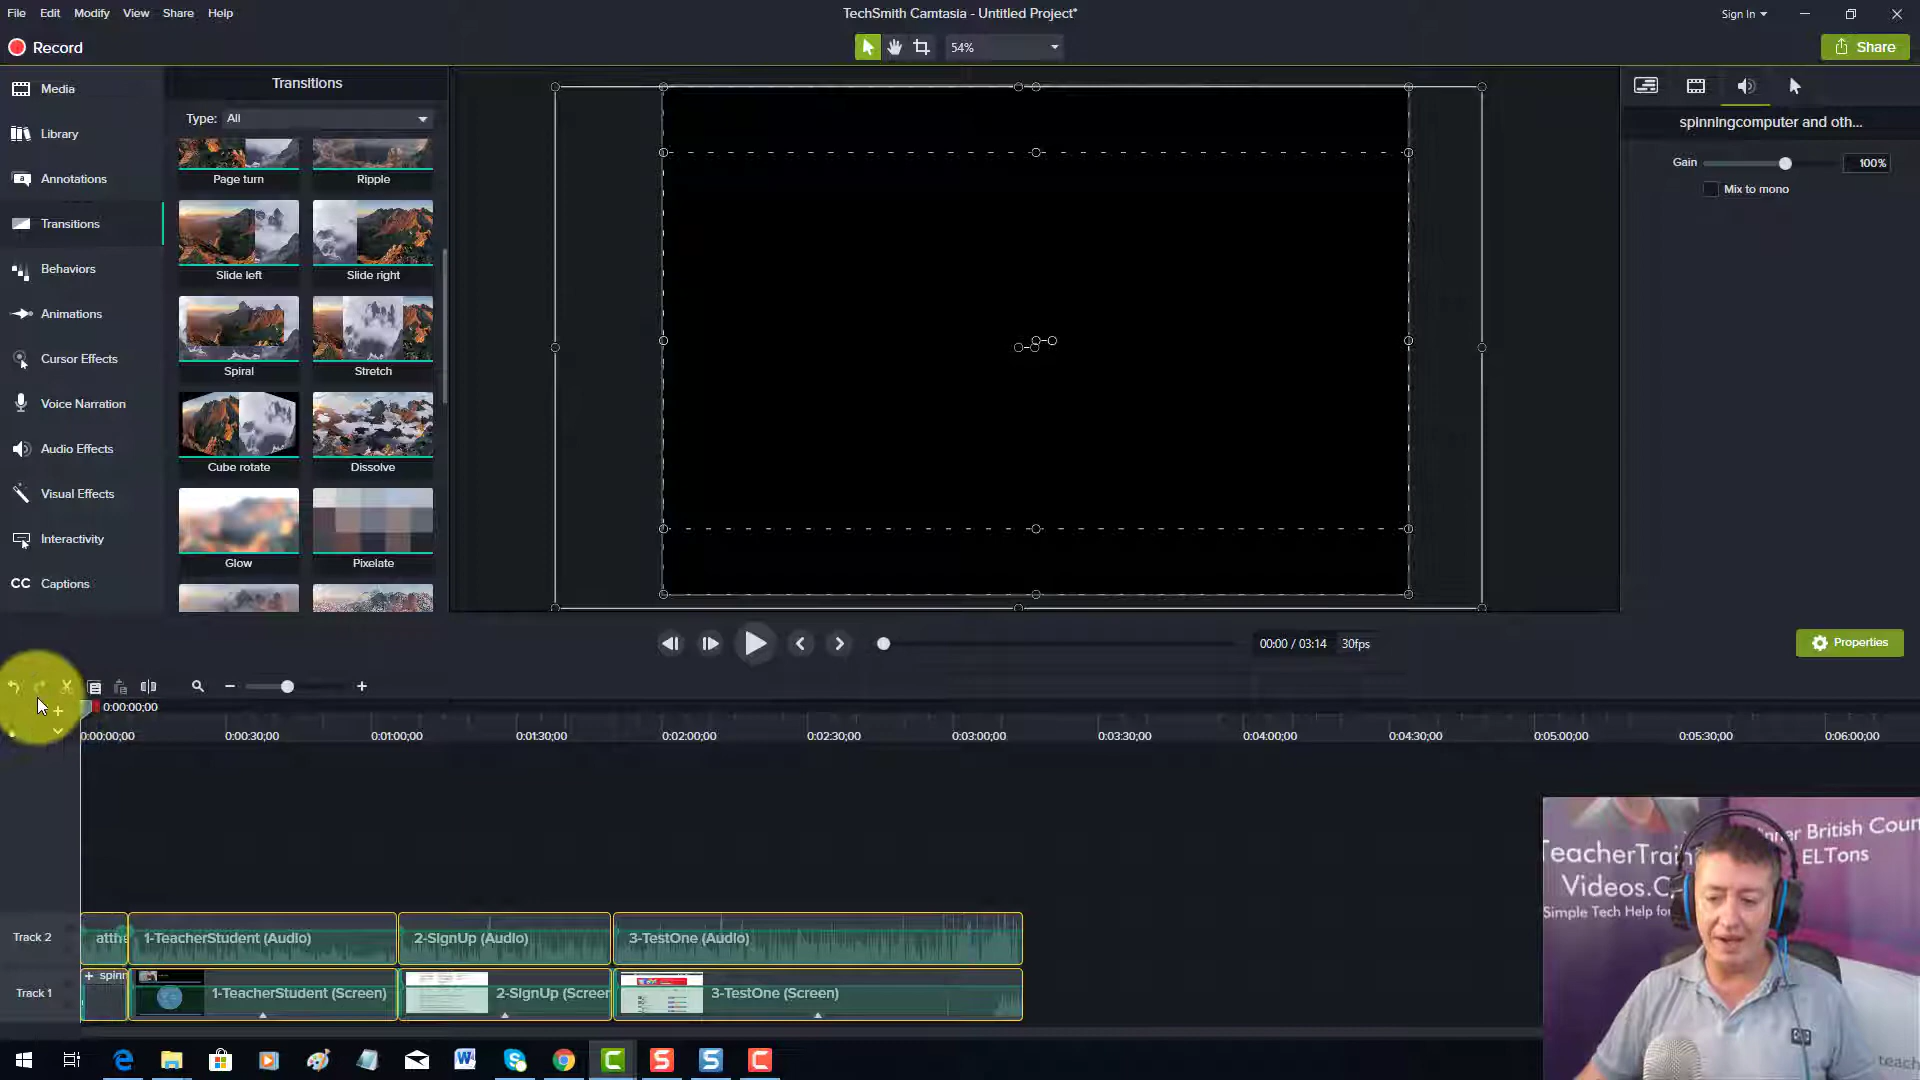 File Edit Modify View Share Help
TechSmith Camtasia - Untitled Project*
Sign In
Record
54%
Share
Media
Library
Annotations
Transitions
Behaviors
Animations
Cursor Effects
Voice Narration
Audio Effects
Visual Effects
Interactivity
CC Captions
Transitions
Type: All
Page turn
Ripple
Slide left
Slide right
Spiral
Stretch
Cube rotate
Dissolve
Glow
Pixelate
spinningcomputer and oth...
Gain 100%
Mix to mono
00:00 / 03:14 30fps
Properties
0:00:00;00
0:00:00;00 0:00:30;00 0:01:00;00 0:01:30;00 0:02:00;00 0:02:30;00 0:03:00;00 0:03:30;00 0:04:00;00 0:04:30;00 0:05:00;00 0:05:30;00 0:06:00;00
Track 2
1-TeacherStudent (Audio)
2-SignUp (Audio)
3-TestOne (Audio)
Track 1
spinn
1-TeacherStudent (Screen)
2-SignUp (Screen
3-TestOne (Screen)
TeacherTrain
Videos.C
Simple Tech Help fo
nner British Coun
ELTons